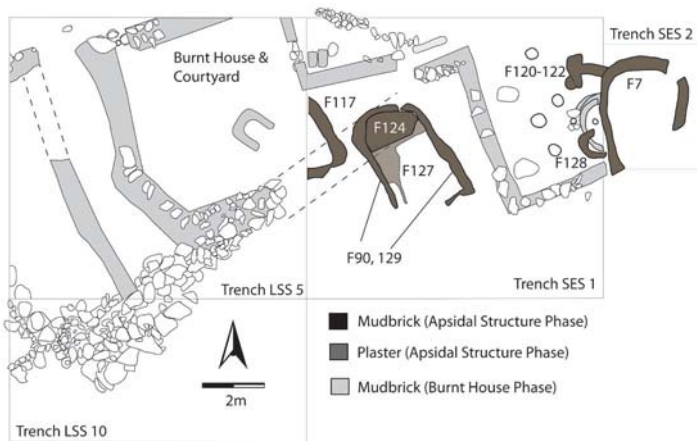 Trench SES 2
Burnt House &
Courtyard
F120-122
F7
F117
F124
F127
F128
F90, 129
Trench LSS 5
Trench SES 1
Mudbrick (Apsidal Structure Phase)
Plaster (Apsidal Structure Phase)
Mudbrick (Burnt House Phase)
2m
Trench LSS 10